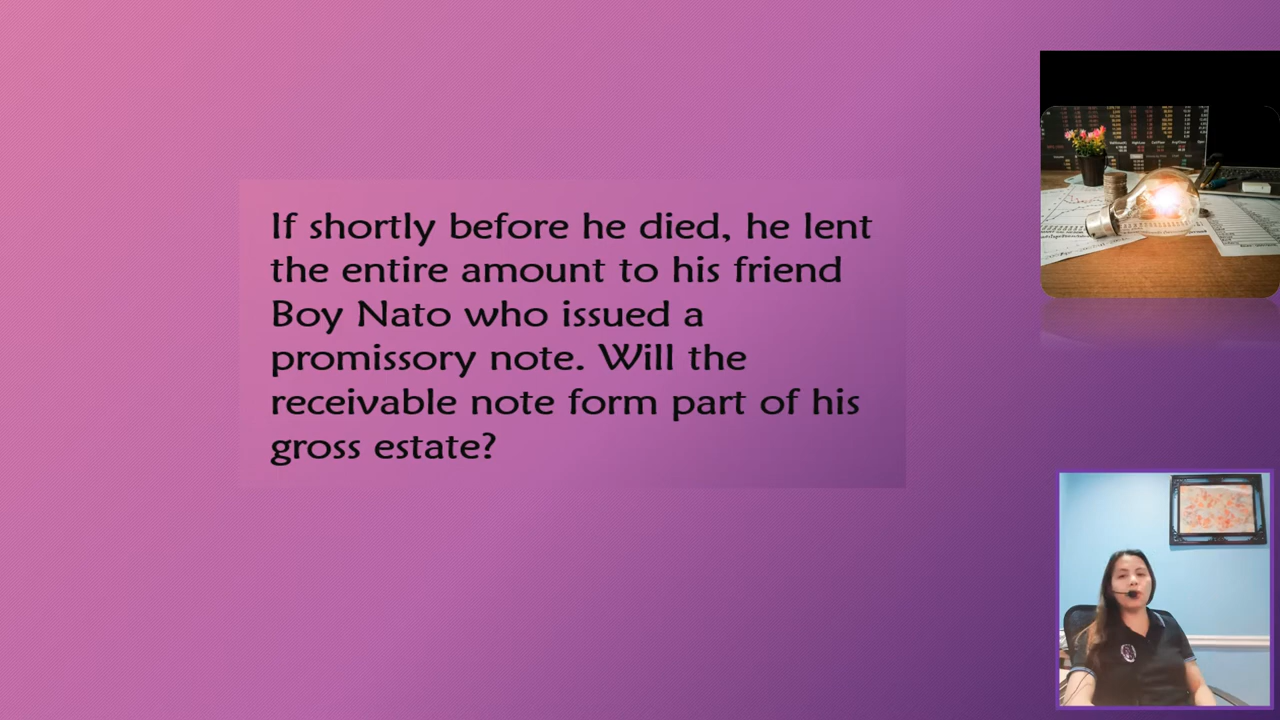 If shortly before he died, he lent
the entire amount to his friend
Boy Nato who issued a
promissory note. Will the
receivable note form part of his
gross estate?